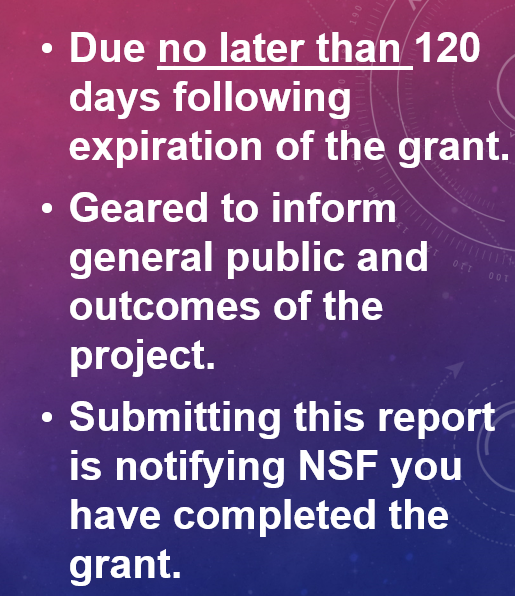 • Due no later than 120
days following
expiration of the grant.
• Geared to inform
general public and
outcomes of the
project.
• Submitting this report
is notifying NSF you
have completed the
grant.